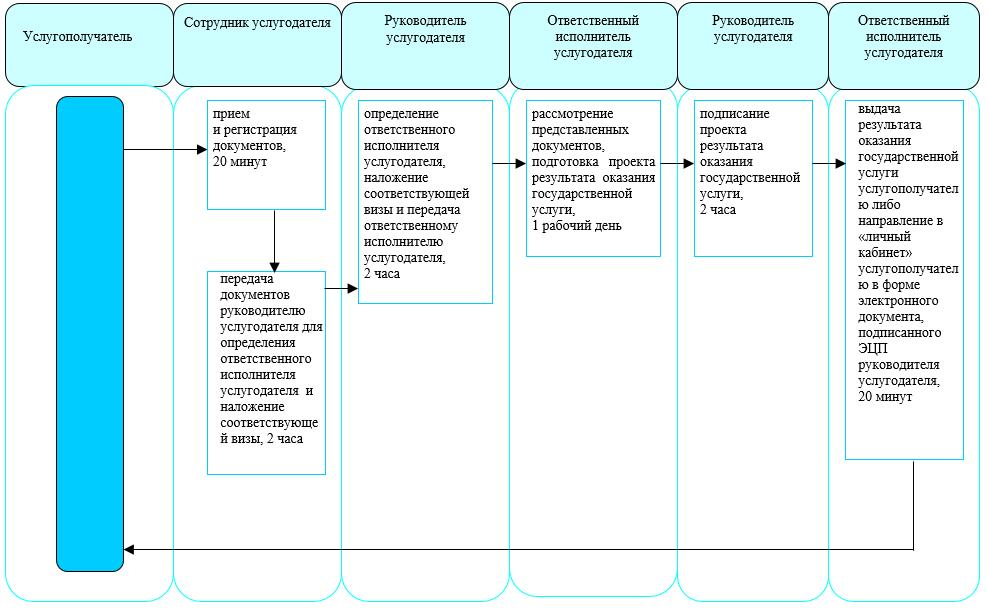 Услугополучатель
Сотрудник услугодателя
Руководитель
услугодателя
Ответственный
исполнитель
услугодателя
Руководитель
услугодателя
Ответственный
исполнитель
услугодателя
прием
и регистрация
документов,
20 минут
передача
документов
руководителю
услугодателя для
определения
ответственного
исполнителя
услугодателя и
наложение
соответствующе
й визы, 2 часа
определение
ответственного
исполнителя
услугодателя,
наложение
соответствующей
визы и передача
ответственному
исполнителю
услугодателя,
2 часа
рассмотрение
представленных
документов,
подготовка проекта
результата оказания
государственной
услуги,
1 рабочий день
подписание
проекта
результата
оказания
государственной
услуги,
2 часа
выдача
результата
оказания
государственной
услуги
услугополучател
ю либо
направление в
«личный
кабинет»
услугополучател
ю в форме
электронного
документа,
подписанного
ЭЦП
руководителя
услугодателя,
20 минут